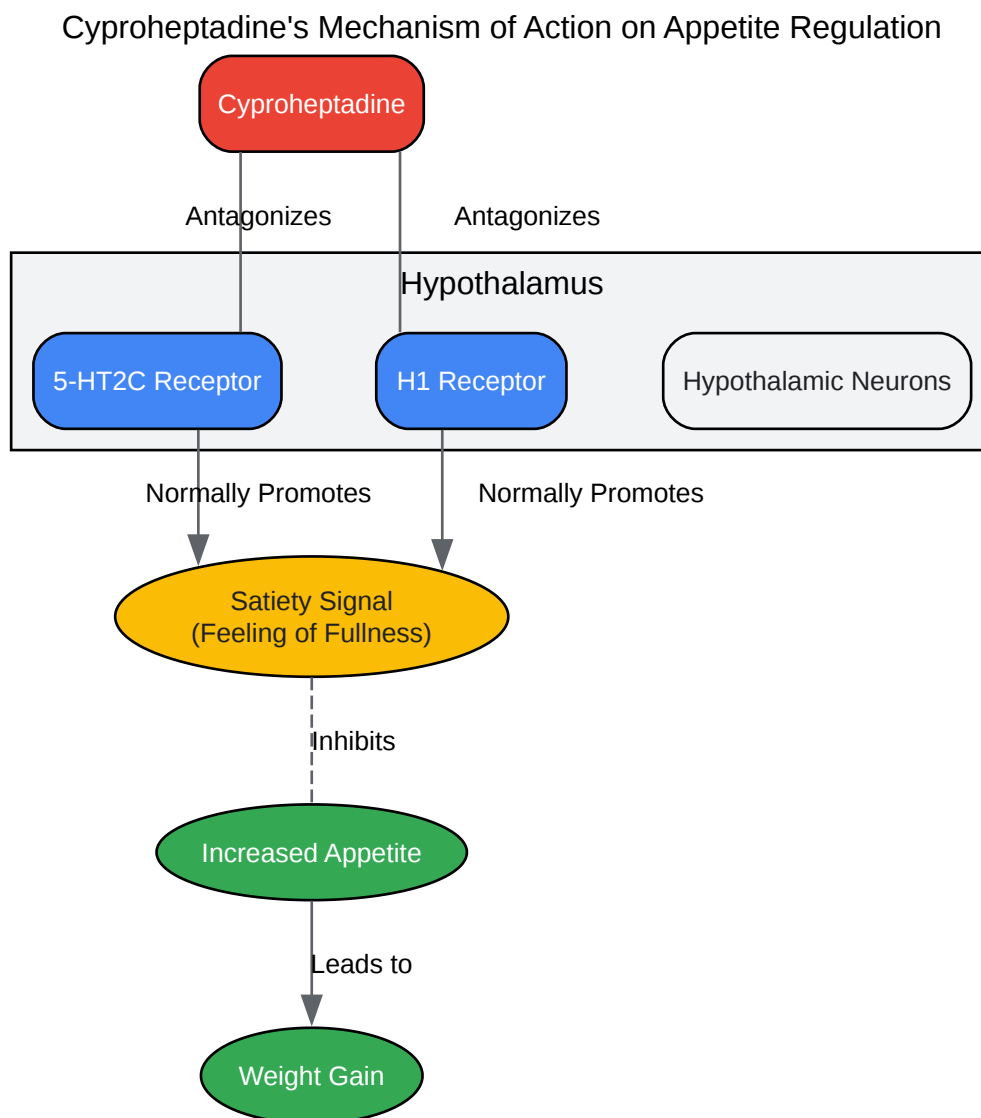 Cyproheptadine's Mechanism of Action on Appetite Regulation
Cyproheptadine
Antagonizes
Antagonizes
Hypothalamus
5-HT2C Receptor
H1 Receptor
Hypothalamic Neurons
Normally Promotes
Normally Promotes
Satiety Signal
(Feeling of Fullness)
Inhibits
Increased Appetite
Leads to
Weight Gain